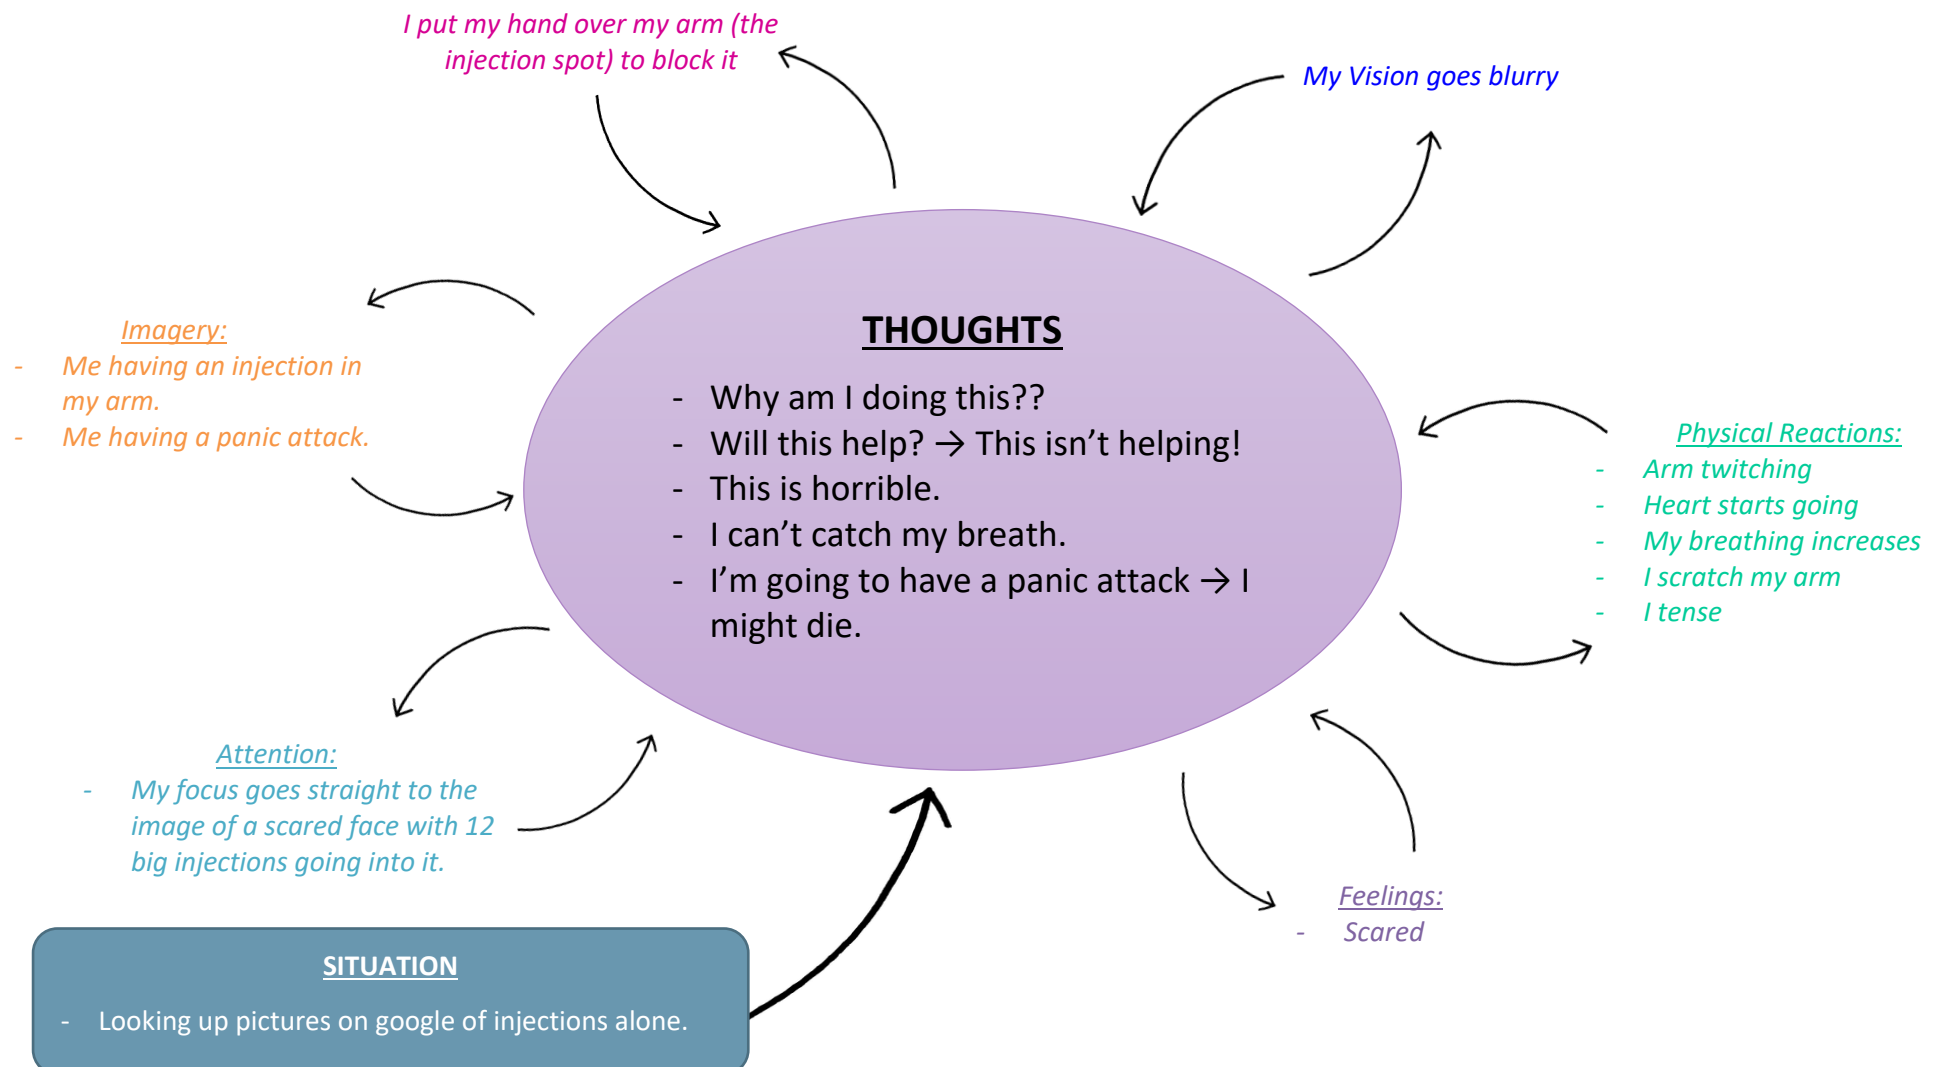 I put my hand over my arm (the
injection spot) to block it
My Vision goes blurry
Imagery:
- Me having an injection in
my arm.
- Me having a panic attack.
THOUGHTS
- Why am I doing this??
- Will this help? → This isn’t helping!
- This is horrible.
- I can’t catch my breath.
- I’m going to have a panic attack → I
might die.
Physical Reactions:
- Arm twitching
- Heart starts going
- My breathing increases
- I scratch my arm
- I tense
Attention:
- My focus goes straight to the
image of a scared face with 12
big injections going into it.
Feelings:
- Scared
SITUATION
- Looking up pictures on google of injections alone.